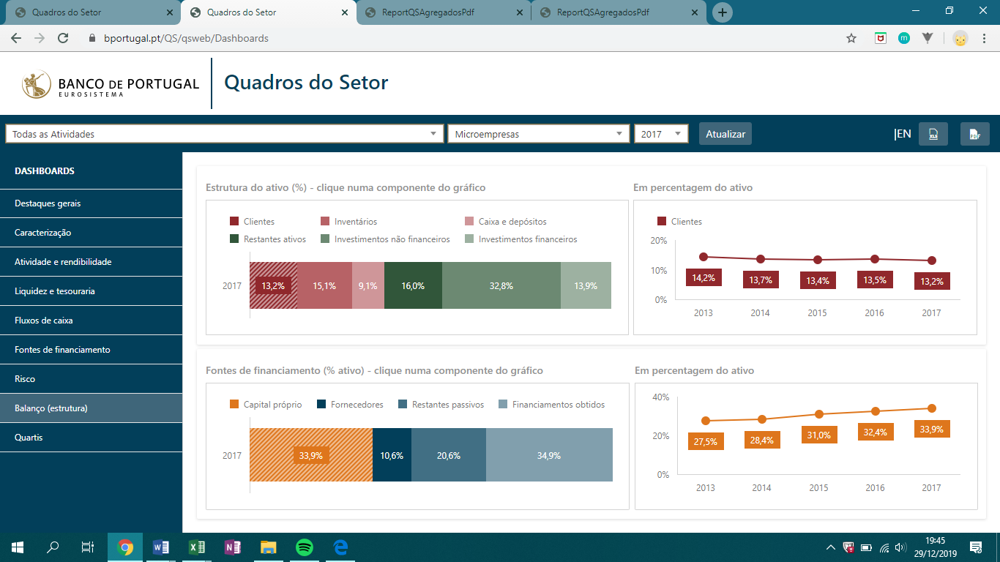 Quadros do Setor
Quadros do Setor
ReportQSAgregadosPdf
ReportQSAgregadosPdf
bportugal.pt/QS/qsweb/Dashboards
BANCO DE PORTUGAL
EUROSISTEMA
Quadros do Setor
Todas as Atividades
Microempresas
2017
Atualizar
|EN
XLS
PDF
DASHBOARDS
Destaques gerais
Caracterização
Atividade e rendibilidade
Liquidez e tesouraria
Fluxos de caixa
Fontes de financiamento
Risco
Balanço (estrutura)
Quartis
Estrutura do ativo (%) - clique numa componente do gráfico
Clientes Inventários Caixa e depósitos
Restantes ativos Investimentos não financeiros Investimentos financeiros
2017 13,2% 15,1% 9,1% 16,0% 32,8% 13,9%
Em percentagem do ativo
Clientes
20%
10%
0%
14,2% 13,7% 13,4% 13,5% 13,2%
2013 2014 2015 2016 2017
Fontes de financiamento (% ativo) - clique numa componente do gráfico
Capital próprio Fornecedores Restantes passivos Financiamentos obtidos
2017 33,9% 10,6% 20,6% 34,9%
Em percentagem do ativo
40%
20%
0%
27,5% 28,4% 31,0% 32,4% 33,9%
2013 2014 2015 2016 2017
19:45
29/12/2019